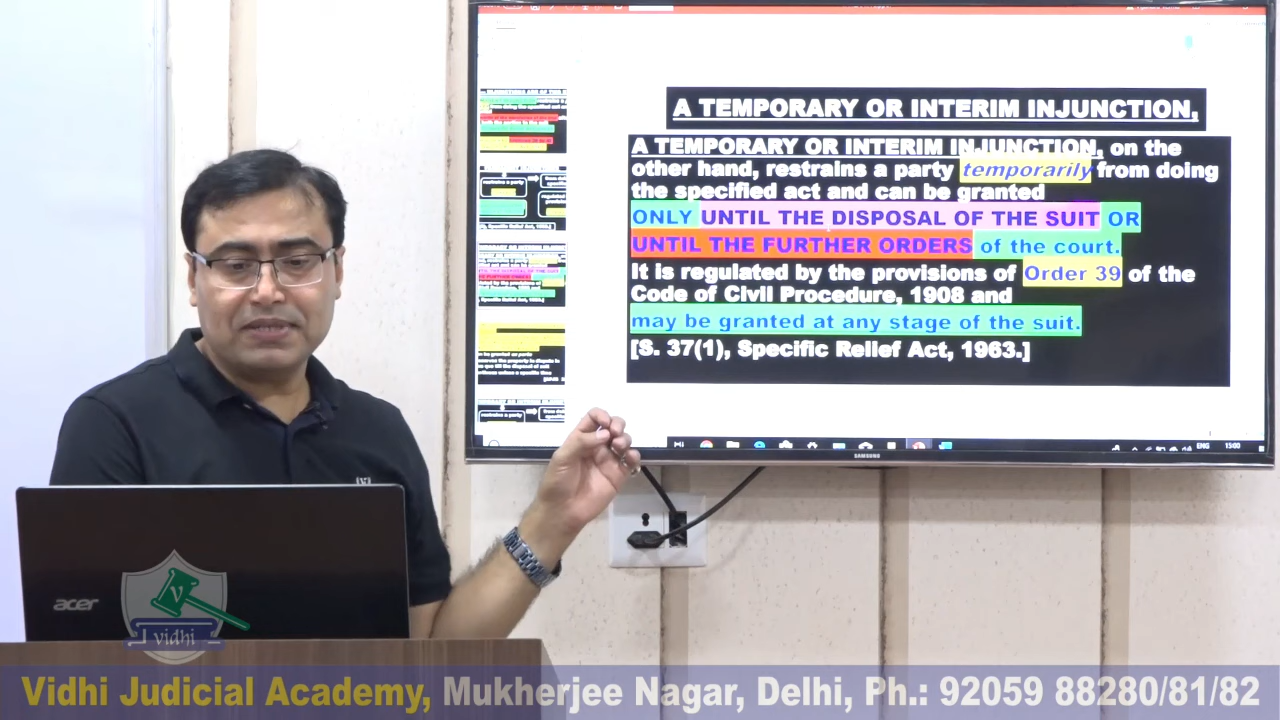 A TEMPORARY OR INTERIM INJUNCTION,
A TEMPORARY OR INTERIM INJUNCTION, on the
other hand, restrains a party temporarily from doing
the specified act and can be granted
ONLY UNTIL THE DISPOSAL OF THE SUIT OR
UNTIL THE FURTHER ORDERS of the court.
It is regulated by the provisions of Order 39 of the
Code of Civil Procedure, 1908 and
may be granted at any stage of the suit.
[S. 37(1), Specific Relief Act, 1963.]
ENG 15:00
SAMSUNG
acer
V
vidhi
Vidhi Judicial Academy, Mukherjee Nagar, Delhi, Ph.: 92059 88280/81/82